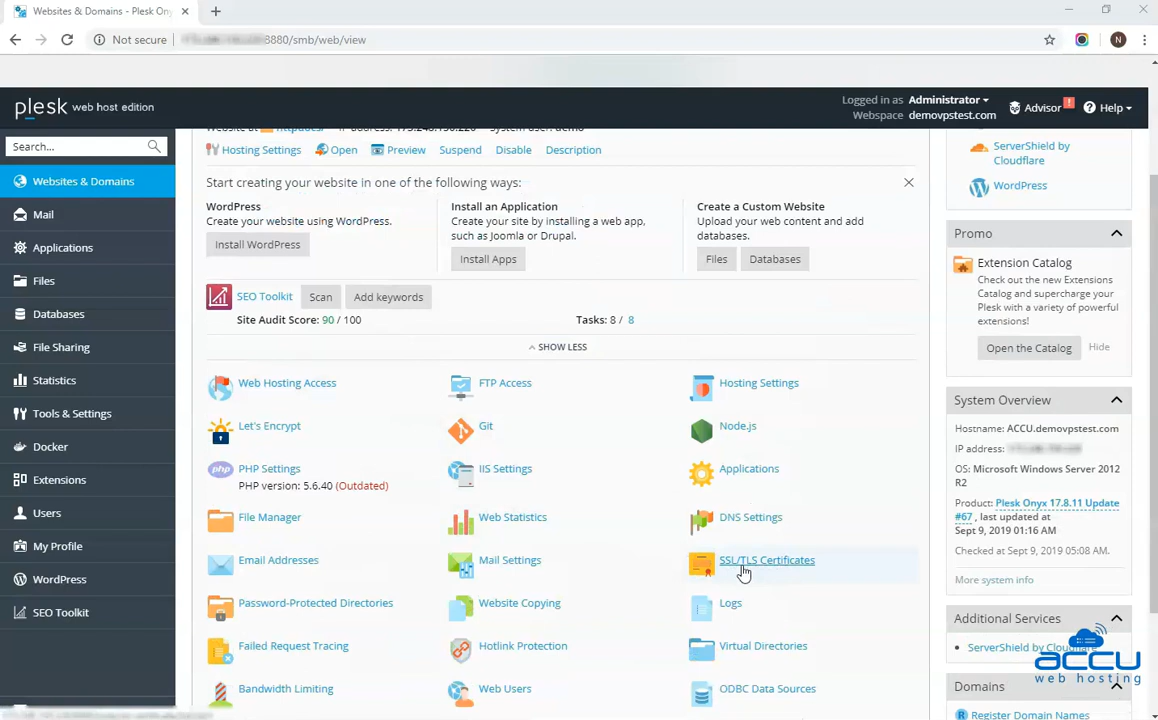 Websites & Domains - Plesk Ony
Not secure
8880/smb/web/view
N
plesk web host edition
Logged in as Administrator
Webspace demovpstest.com
Advisor !
Help
Search...
Websites & Domains
Mail
Applications
Files
Databases
File Sharing
Statistics
Tools & Settings
Docker
Extensions
Users
My Profile
WordPress
SEO Toolkit
Hosting Settings Open Preview Suspend Disable Description
Start creating your website in one of the following ways:
WordPress
Create your website using WordPress.
Install WordPress
Install an Application
Create your site by installing a web app,
such as Joomla or Drupal.
Install Apps
Create a Custom Website
Upload your web content and add
databases.
Files Databases
SEO Toolkit Scan Add keywords
Site Audit Score: 90 / 100 Tasks: 8 / 8
SHOW LESS
Web Hosting Access FTP Access Hosting Settings
Let's Encrypt Git Node.js
php PHP Settings IIS Settings Applications
PHP version: 5.6.40 (Outdated)
File Manager Web Statistics DNS Settings
Email Addresses Mail Settings SSL/TLS Certificates
Password-Protected Directories Website Copying Logs
Failed Request Tracing Hotlink Protection Virtual Directories
Bandwidth Limiting Web Users ODBC Data Sources
ServerShield by
Cloudflare
WordPress
Promo
Extension Catalog
Check out the new Extensions
Catalog and supercharge your
Plesk with a variety of powerful
extensions!
Open the Catalog Hide
System Overview
Hostname: ACCU.demovpstest.com
IP address:
OS: Microsoft Windows Server 2012
R2
Product: Plesk Onyx 17.8.11 Update
#67 , last updated at
Sept 9, 2019 01:16 AM
Checked at Sept 9, 2019 05:08 AM.
More system info
Additional Services
ServerShield by
accu
web hosting
Domains
Register Domain Names